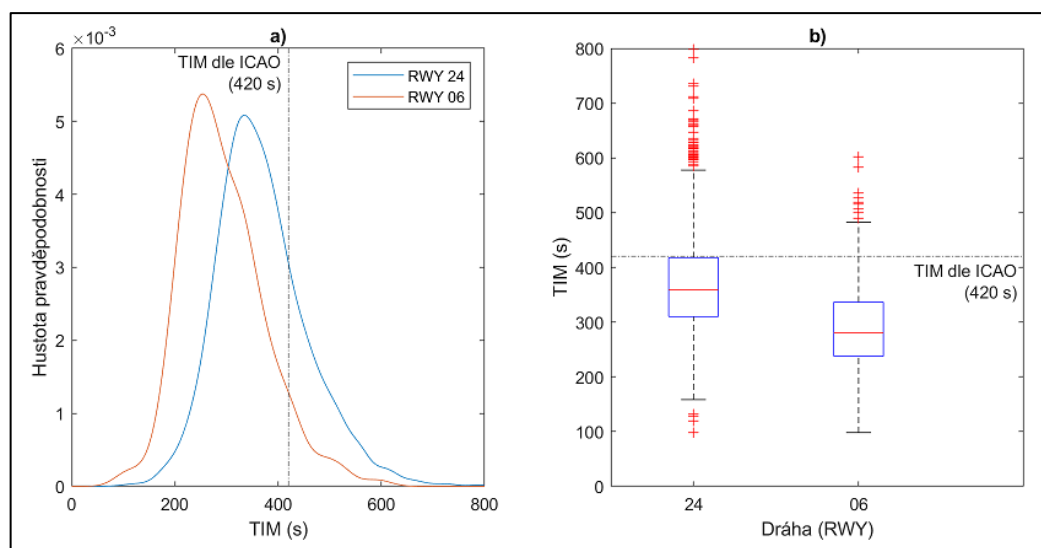 a)
×10⁻³
6
5
4
3
2
1
0
Hustota pravděpodobnosti
TIM dle ICAO
(420 s)
RWY 24
RWY 06
0 200 400 600 800
TIM (s)
b)
800
700
600
500
400
300
200
100
0
TIM (s)
TIM dle ICAO
(420 s)
24 06
Dráha (RWY)